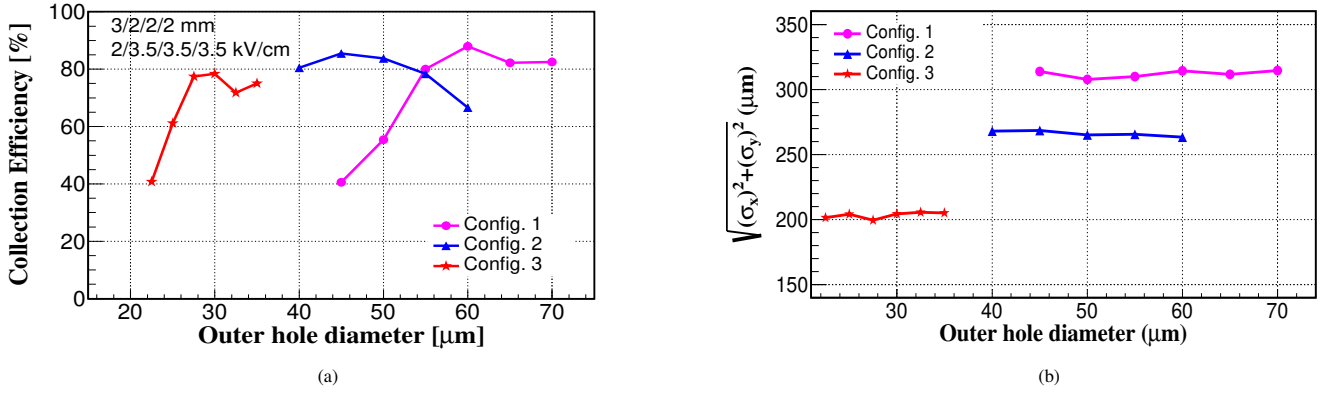 3/2/2/2 mm
2/3.5/3.5/3.5 kV/cm
Collection Efficiency [%]
100
80
60
40
20
0
Config. 1
Config. 2
Config. 3
20 30 40 50 60 70
Outer hole diameter [μm]
(a)
√(σx)²+(σy)² (μm)
350
300
250
200
150
Config. 1
Config. 2
Config. 3
30 40 50 60 70
Outer hole diameter (μm)
(b)